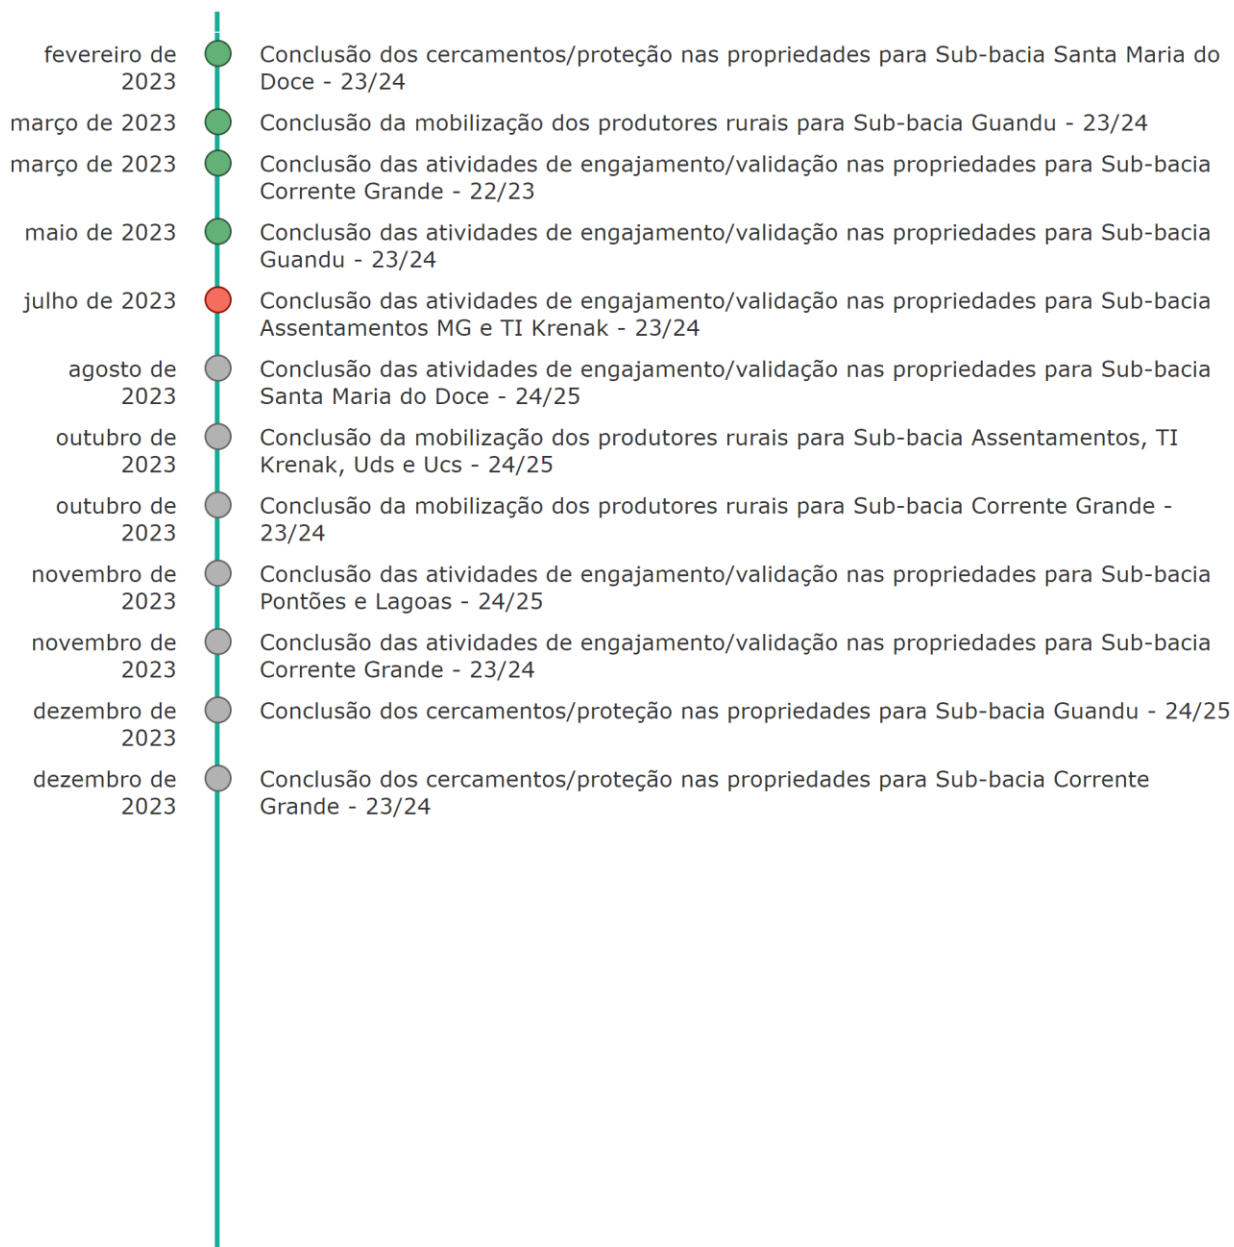 fevereiro de
2023
Conclusão dos cercamentos/proteção nas propriedades para Sub-bacia Santa Maria do
Doce - 23/24
março de 2023
Conclusão da mobilização dos produtores rurais para Sub-bacia Guandu - 23/24
março de 2023
Conclusão das atividades de engajamento/validação nas propriedades para Sub-bacia
Corrente Grande - 22/23
maio de 2023
Conclusão das atividades de engajamento/validação nas propriedades para Sub-bacia
Guandu - 23/24
julho de 2023
Conclusão das atividades de engajamento/validação nas propriedades para Sub-bacia
Assentamentos MG e TI Krenak - 23/24
agosto de
2023
Conclusão das atividades de engajamento/validação nas propriedades para Sub-bacia
Santa Maria do Doce - 24/25
outubro de
2023
Conclusão da mobilização dos produtores rurais para Sub-bacia Assentamentos, TI
Krenak, Uds e Ucs - 24/25
outubro de
2023
Conclusão da mobilização dos produtores rurais para Sub-bacia Corrente Grande -
23/24
novembro de
2023
Conclusão das atividades de engajamento/validação nas propriedades para Sub-bacia
Pontões e Lagoas - 24/25
novembro de
2023
Conclusão das atividades de engajamento/validação nas propriedades para Sub-bacia
Corrente Grande - 23/24
dezembro de
2023
Conclusão dos cercamentos/proteção nas propriedades para Sub-bacia Guandu - 24/25
dezembro de
2023
Conclusão dos cercamentos/proteção nas propriedades para Sub-bacia Corrente
Grande - 23/24